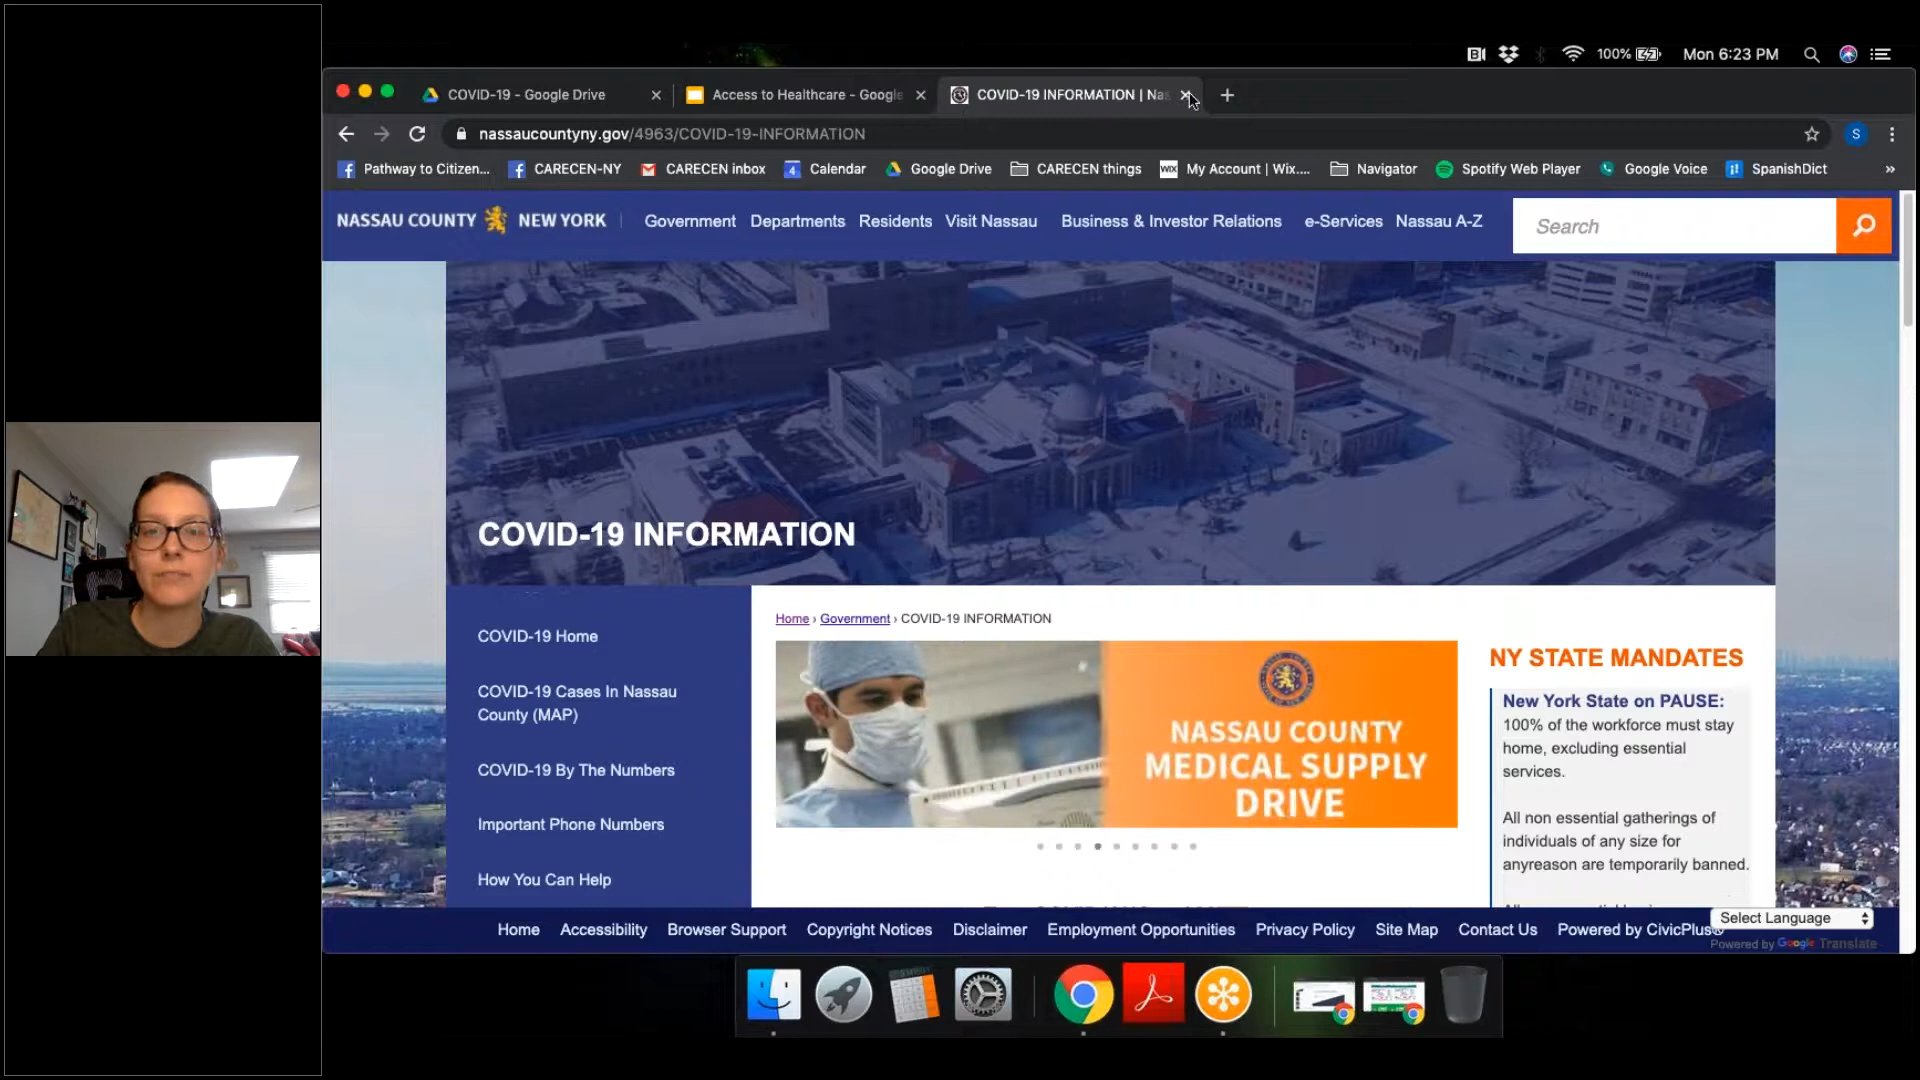 100%
Mon 6:23 PM
COVID-19 - Google Drive
Access to Healthcare - Google
COVID-19 INFORMATION | Nas
nassaucountyny.gov/4963/COVID-19-INFORMATION
S
Pathway to Citizen...
CARECEN-NY
CARECEN inbox
4
Calendar
Google Drive
CARECEN things
WIX
My Account | Wix....
Navigator
Spotify Web Player
Google Voice
SpanishDict
»
NASSAU COUNTY NEW YORK
Government
Departments
Residents
Visit Nassau
Business & Investor Relations
e-Services
Nassau A-Z
Search
COVID-19 INFORMATION
COVID-19 Home
COVID-19 Cases In Nassau
County (MAP)
COVID-19 By The Numbers
Important Phone Numbers
How You Can Help
Home › Government › COVID-19 INFORMATION
NASSAU COUNTY
MEDICAL SUPPLY
DRIVE
NY STATE MANDATES
New York State on PAUSE:
100% of the workforce must stay
home, excluding essential
services.
All non essential gatherings of
individuals of any size for
anyreason are temporarily banned.
Select Language
Home
Accessibility
Browser Support
Copyright Notices
Disclaimer
Employment Opportunities
Privacy Policy
Site Map
Contact Us
Powered by CivicPlus®
Powered by Google Translate